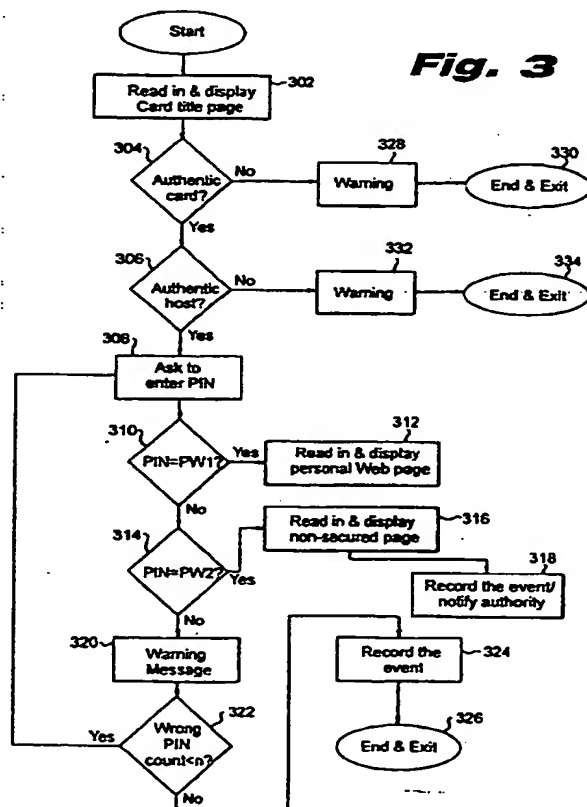 Start
Fig. 3
302
Read in & display
Card title page
304
Authentic
card?
No
328
Warning
330
End & Exit
Yes
306
Authentic
host?
No
332
Warning
334
End & Exit
Yes
308
Ask to
enter PIN
310
PIN=PW1?
Yes
312
Read in & display
personal Web page
No
314
PIN=PW2?
Yes
Read in & display
non-secured page
316
318
Record the event/
notify authority
No
320
Warning
Message
Record the
event
324
322
Wrong
PIN
count<n?
Yes
326
End & Exit
No